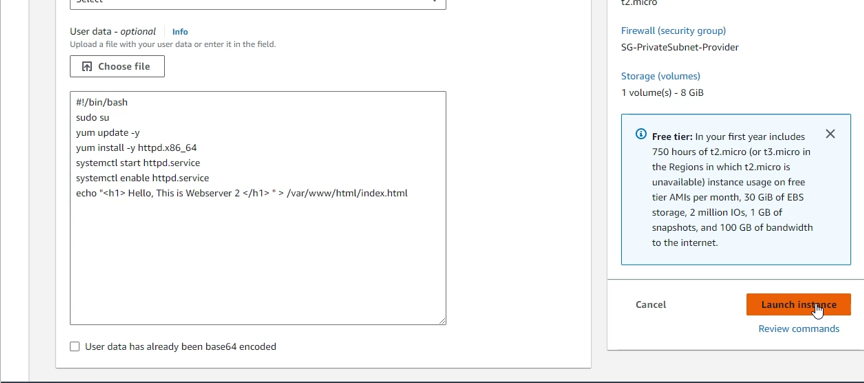 Select
User data - optional
Info
Upload a file with your user data or enter it in the field.
Choose file
#!/bin/bash
sudo su
yum update -y
yum install -y httpd.x86_64
systemctl start httpd.service
systemctl enable httpd.service
echo "<h1> Hello, This is Webserver 2 </h1> " > /var/www/html/index.html
User data has already been base64 encoded
t2.micro
Firewall (security group)
SG-PrivateSubnet-Provider
Storage (volumes)
1 volume(s) - 8 GiB
Free tier: In your first year includes
750 hours of t2.micro (or t3.micro in
the Regions in which t2.micro is
unavailable) instance usage on free
tier AMIs per month, 30 GiB of EBS
storage, 2 million IOs, 1 GB of
snapshots, and 100 GB of bandwidth
to the internet.
Cancel
Launch instance
Review commands